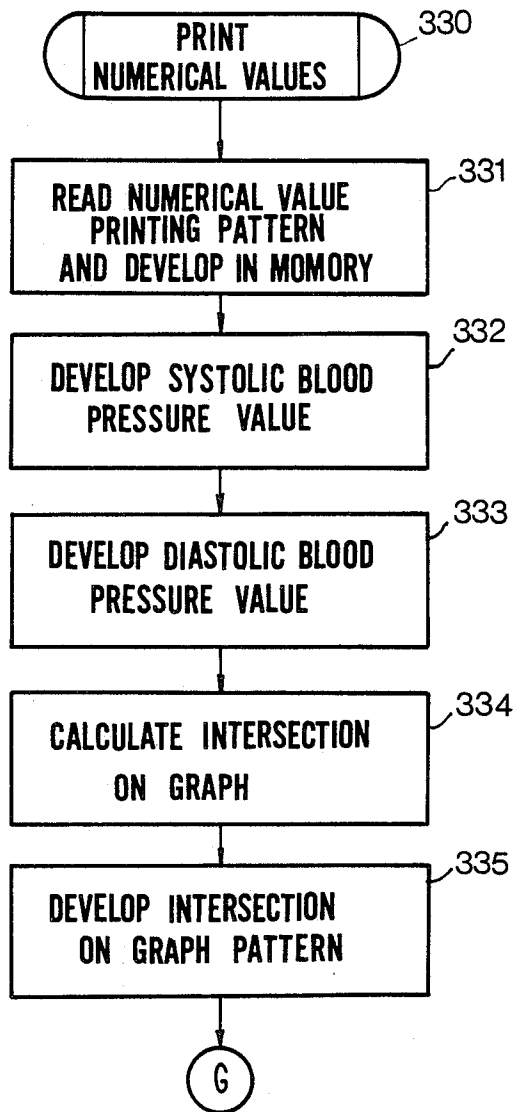 PRINT
NUMERICAL VALUES
330
READ NUMERICAL VALUE
PRINTING PATTERN
AND DEVELOP IN MOMORY
331
DEVELOP SYSTOLIC BLOOD
PRESSURE VALUE
332
DEVELOP DIASTOLIC BLOOD
PRESSURE VALUE
333
CALCULATE INTERSECTION
ON GRAPH
334
DEVELOP INTERSECTION
ON GRAPH PATTERN
335
G